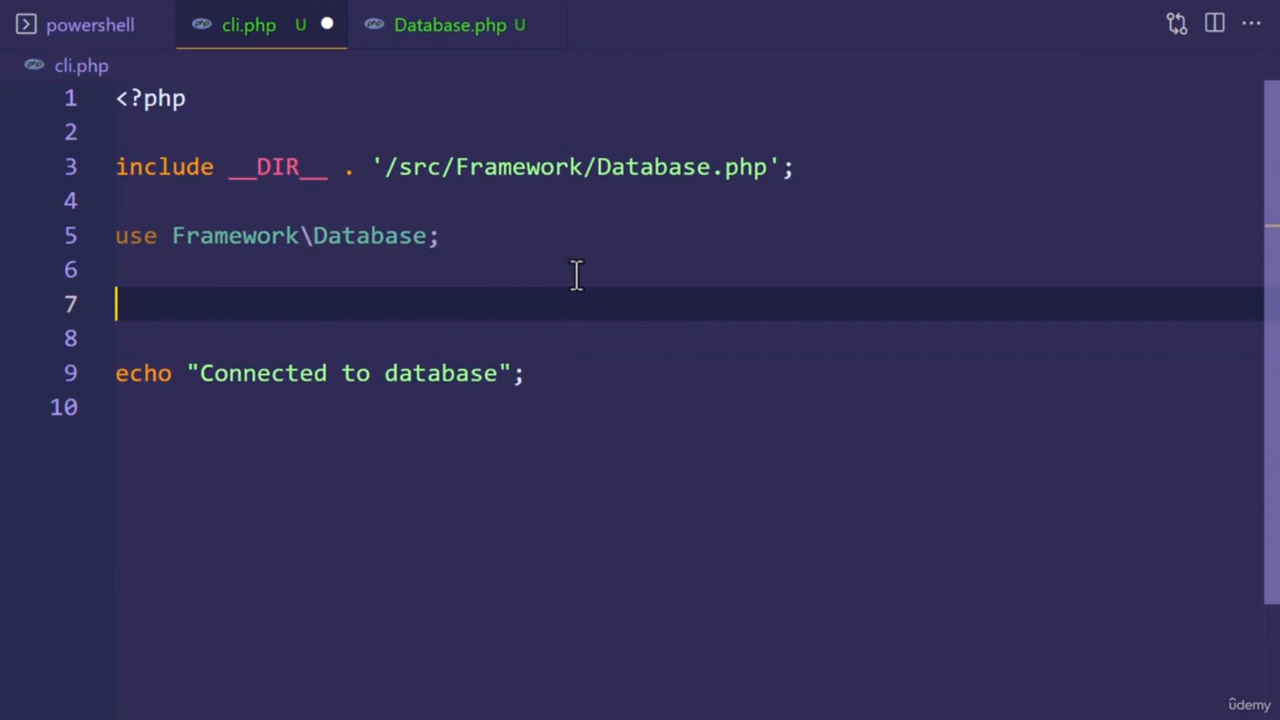 powershell
cli.php U
Database.php U
cli.php
1 <?php
2
3 include __DIR__ . '/src/Framework/Database.php';
4
5 use Framework\Database;
6
7
8
9 echo "Connected to database";
10
ûdemy